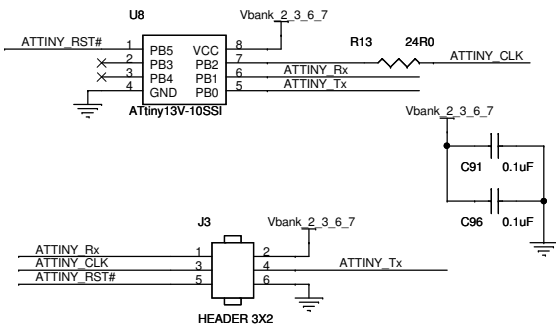 U8
Vbank_2_3_6_7
ATTINY_RST#
1 PB5 VCC 8
2 PB3 PB2 7
3 PB4 PB1 6
4 GND PB0 5
ATtiny13V-10SSI
R13 24R0
ATTINY_CLK
ATTINY_Rx
ATTINY_Tx
Vbank_2_3_6_7
C91 0.1uF
C96 0.1uF
J3
Vbank_2_3_6_7
ATTINY_Rx 1 2
ATTINY_CLK 3 4 ATTINY_Tx
ATTINY_RST# 5 6
HEADER 3X2